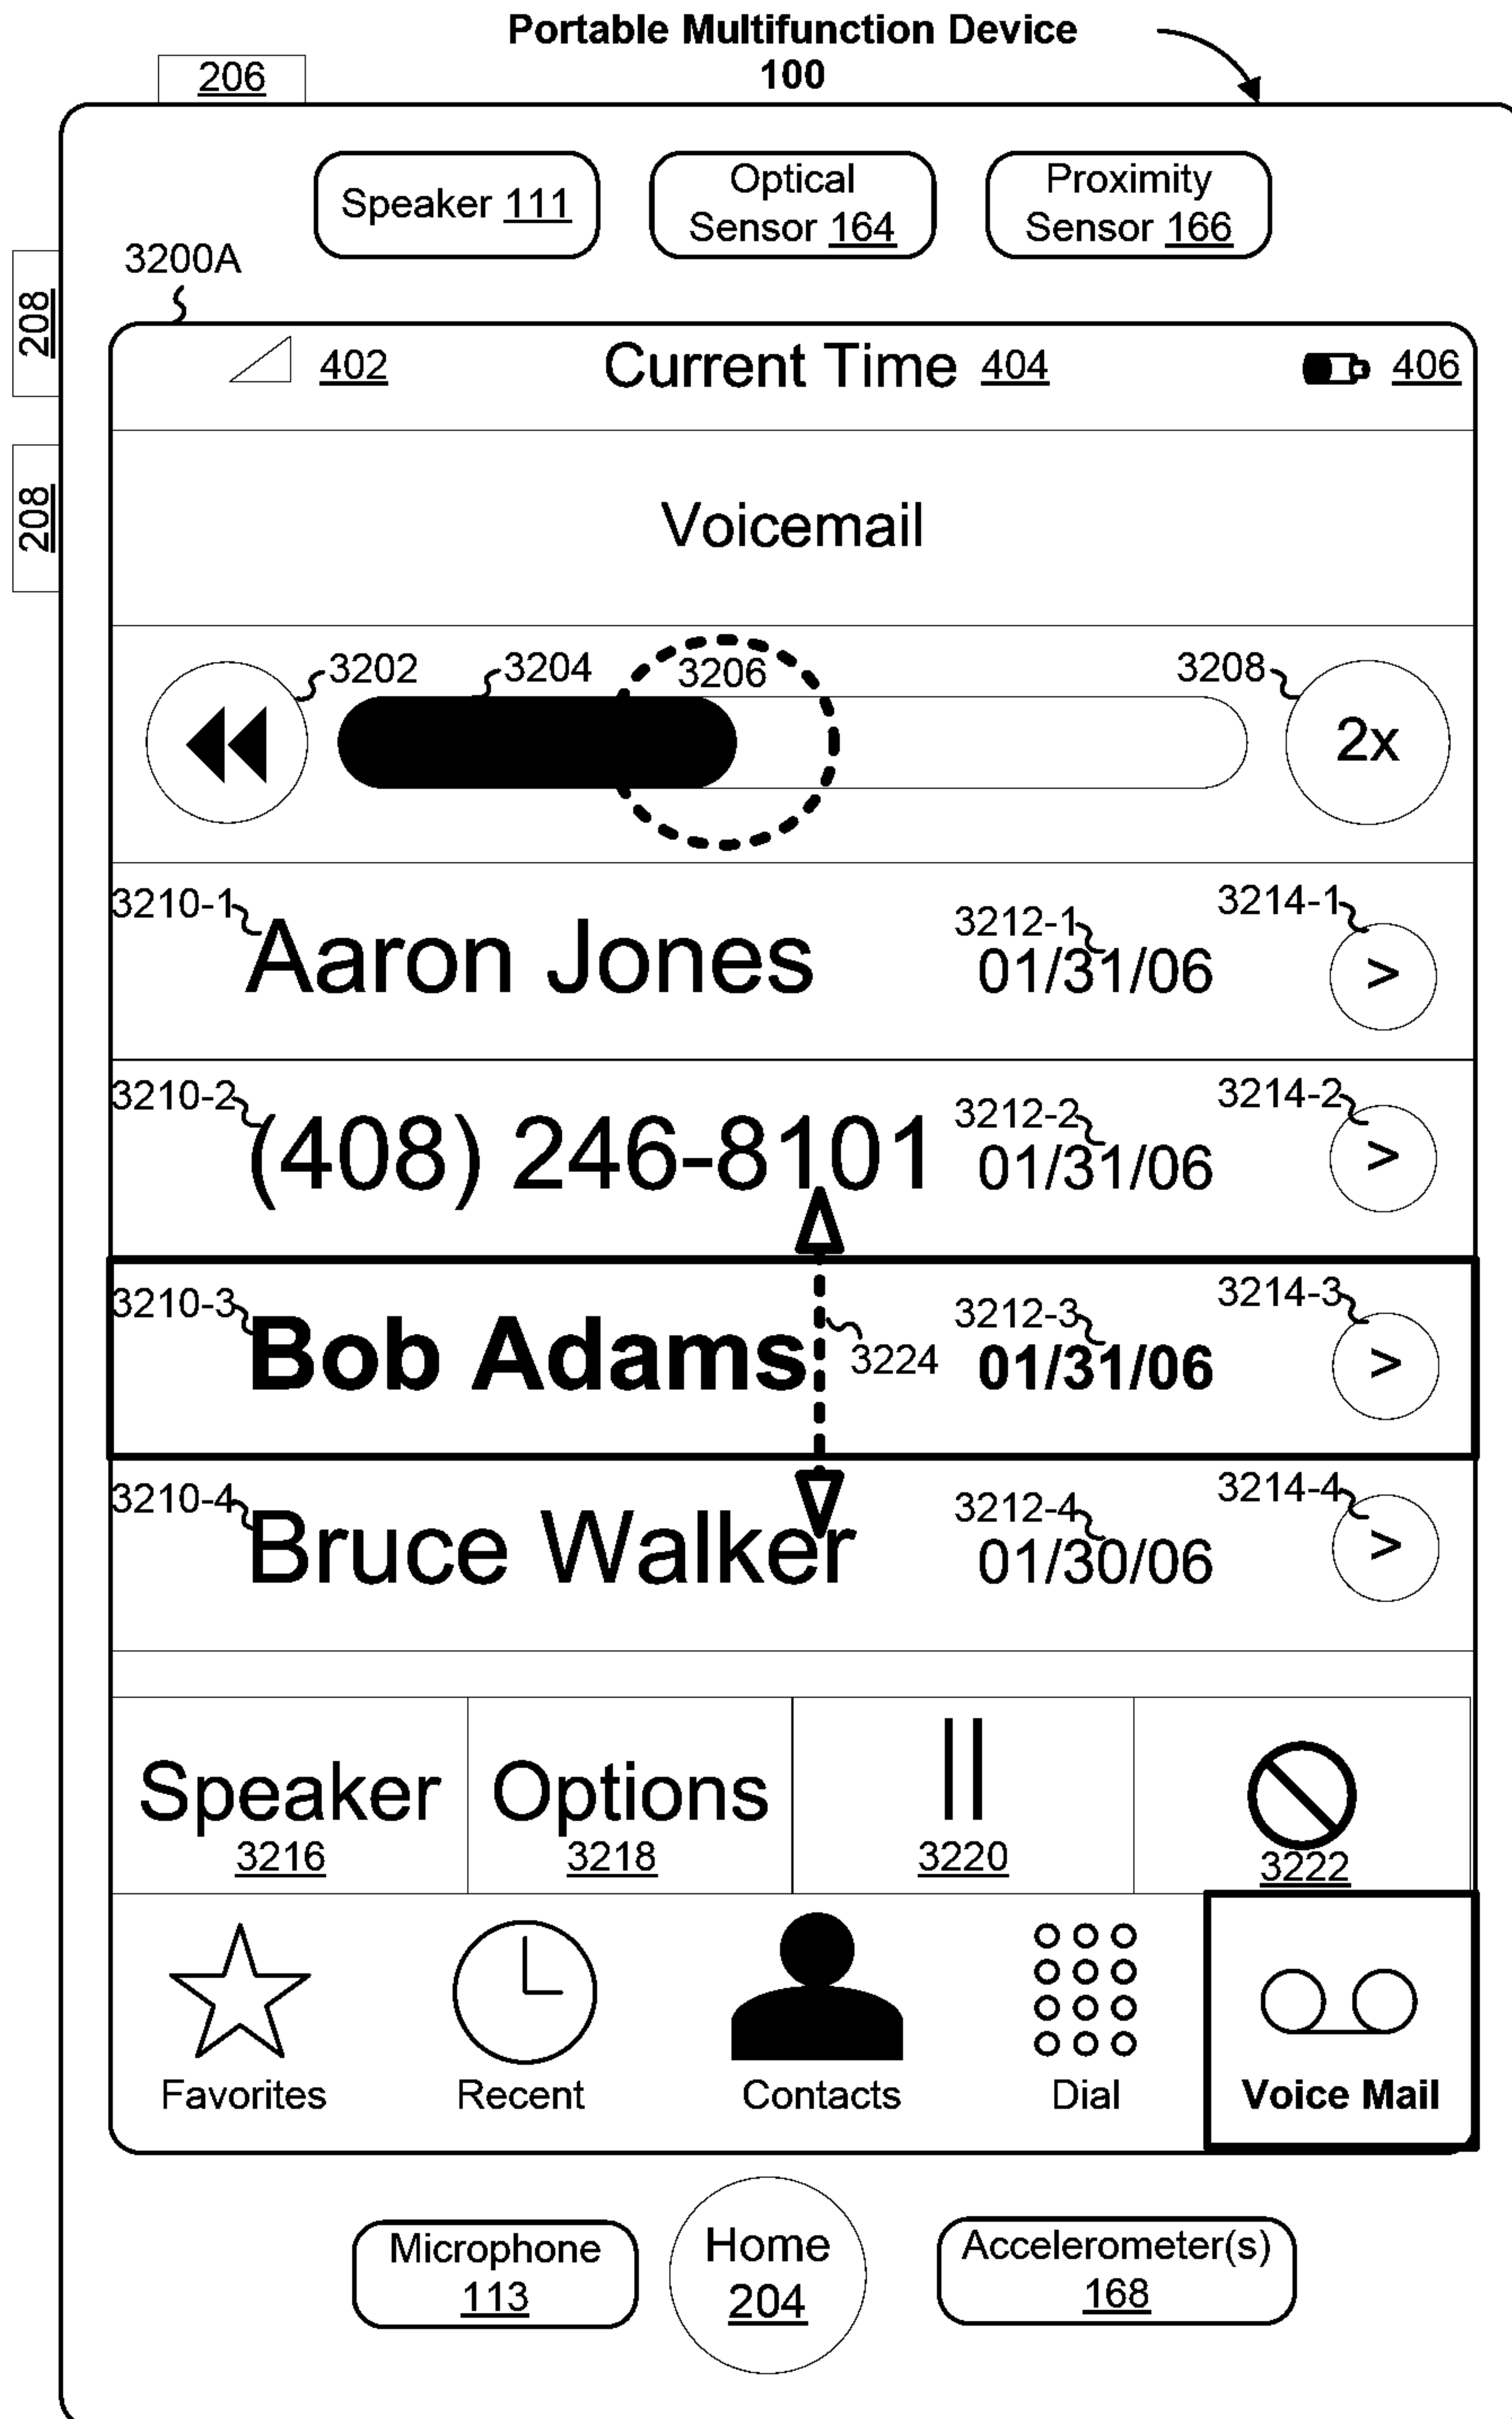 Portable Multifunction Device
100
206
Speaker 111
Optical
Sensor 164
Proximity
Sensor 166
208
208
3200A
402
Current Time 404
406
Voicemail
3202
3204
3206
3208
2x
3210-1
Aaron Jones
3212-1
01/31/06
3214-1
>
3210-2
(408) 246-8101
3212-2
01/31/06
3214-2
>
3210-3
Bob Adams
3224
3212-3
01/31/06
3214-3
>
3210-4
Bruce Walker
3212-4
01/30/06
3214-4
>
Speaker
3216
Options
3218
3220
3222
Favorites
Recent
Contacts
Dial
Voice Mail
Microphone
113
Home
204
Accelerometer(s)
168